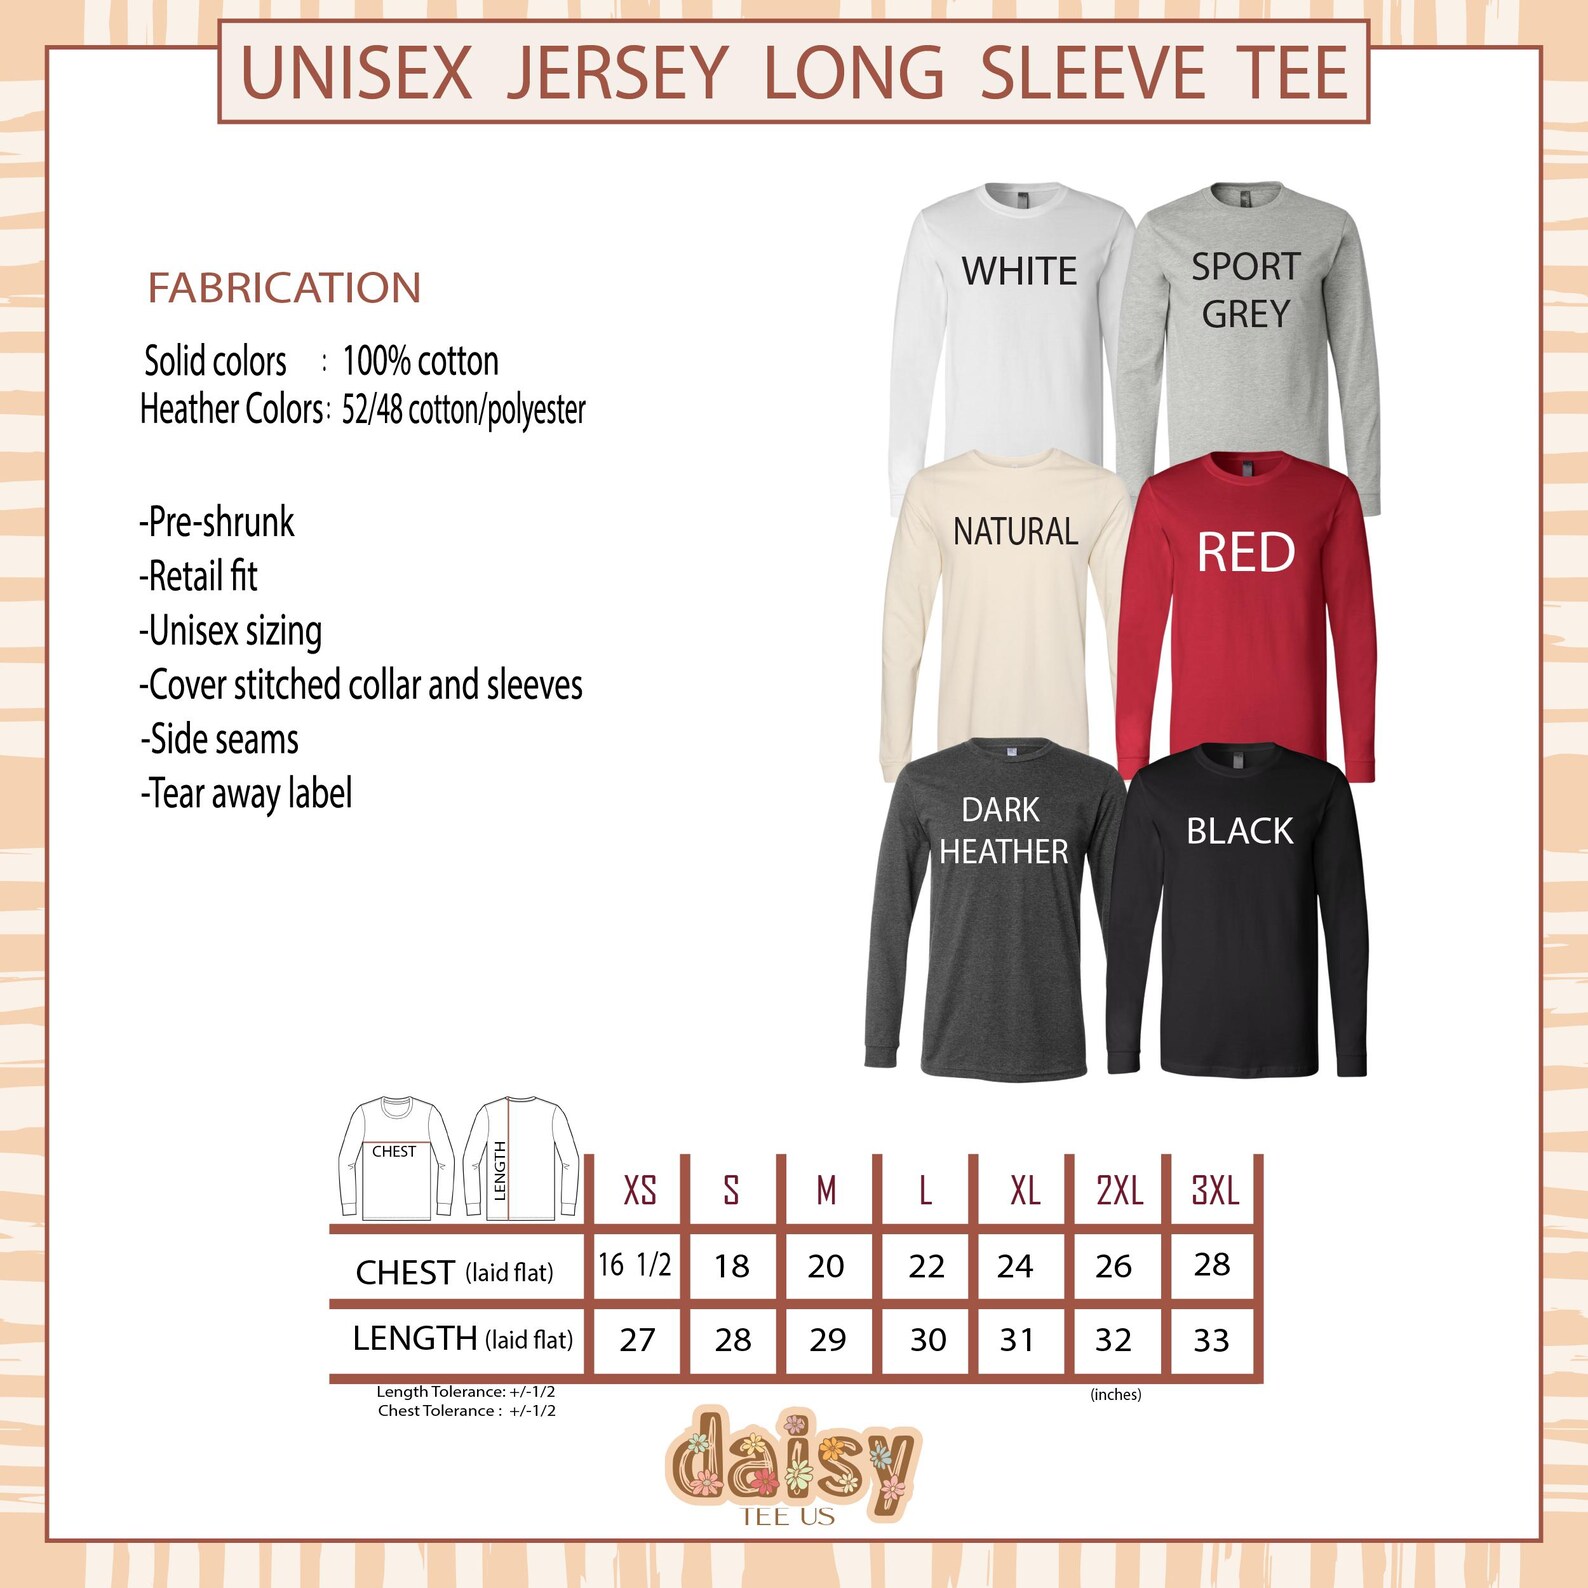 UNISEX JERSEY LONG SLEEVE TEE
FABRICATION
Solid colors : 100% cotton
Heather Colors: 52/48 cotton/polyester
-Pre-shrunk
-Retail fit
-Unisex sizing
-Cover stitched collar and sleeves
-Side seams
-Tear away label
WHITE
SPORT
GREY
NATURAL
RED
DARK
HEATHER
BLACK
CHEST
LENGTH
XS S M L XL 2XL 3XL
CHEST (laid flat) 16 1/2 18 20 22 24 26 28
LENGTH (laid flat) 27 28 29 30 31 32 33
Length Tolerance: +/-1/2
Chest Tolerance : +/-1/2
(inches)
daisy
TEE US